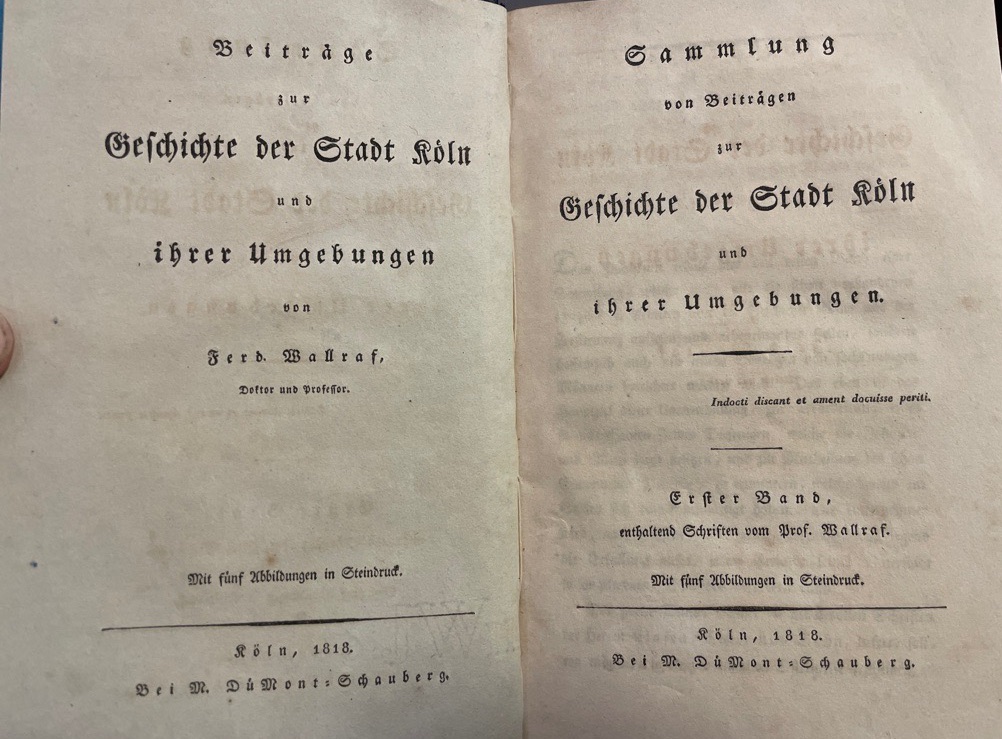 Beiträge
zur
Geschichte der Stadt Köln
und
ihrer Umgebungen
von
Ferd. Wallraf,
Doktor und Professor.
Mit fünf Abbildungen in Steindruck.
Köln, 1818.
Bei M. DüMont-Schauberg.
Sammlung
von Beiträgen
zur
Geschichte der Stadt Köln
und
ihrer Umgebungen.
Indocti discant et ament docuisse periti.
Erster Band,
enthaltend Schriften vom Prof. Wallraf.
Mit fünf Abbildungen in Steindruck.
Köln, 1818.
Bei M. DüMont-Schauberg.